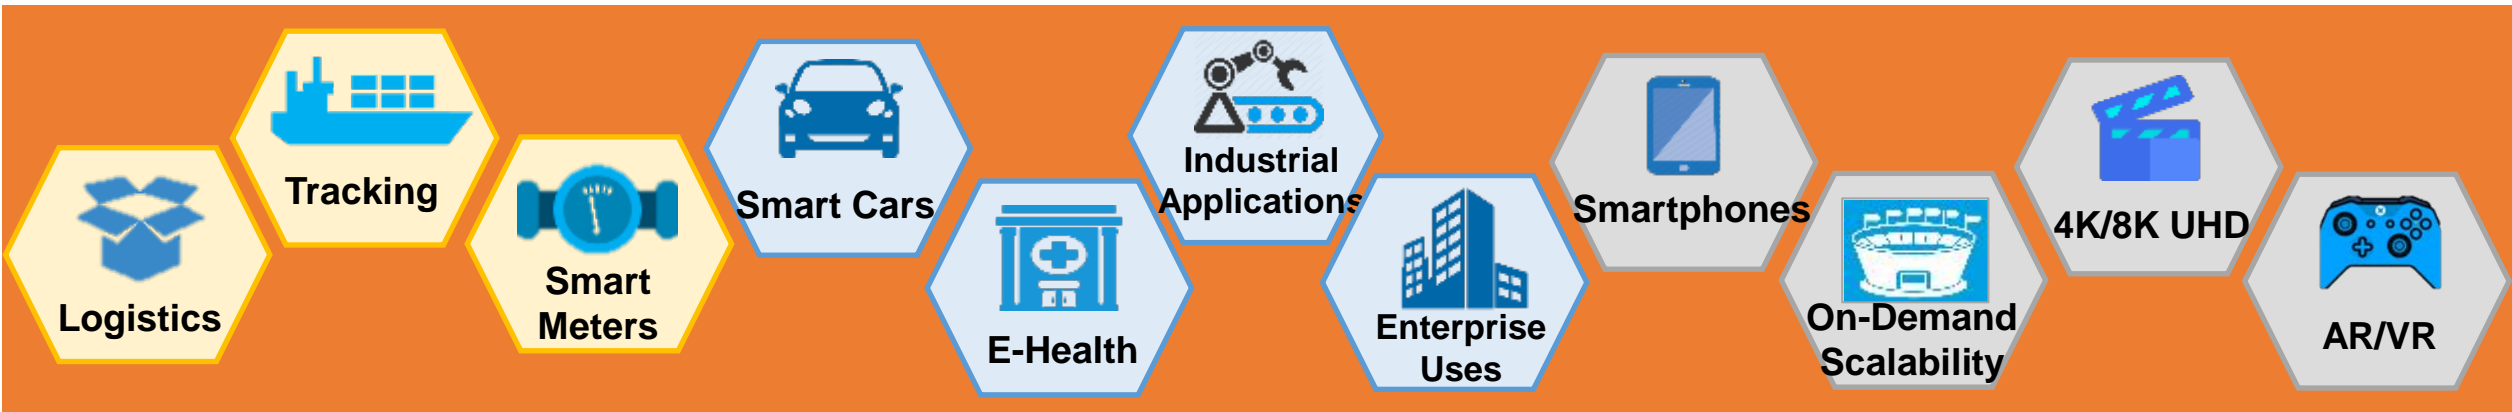 Logistics
Tracking
Smart
Meters
Smart Cars
E-Health
Industrial
Applications
Enterprise
Uses
Smartphones
On-Demand
Scalability
4K/8K UHD
AR/VR